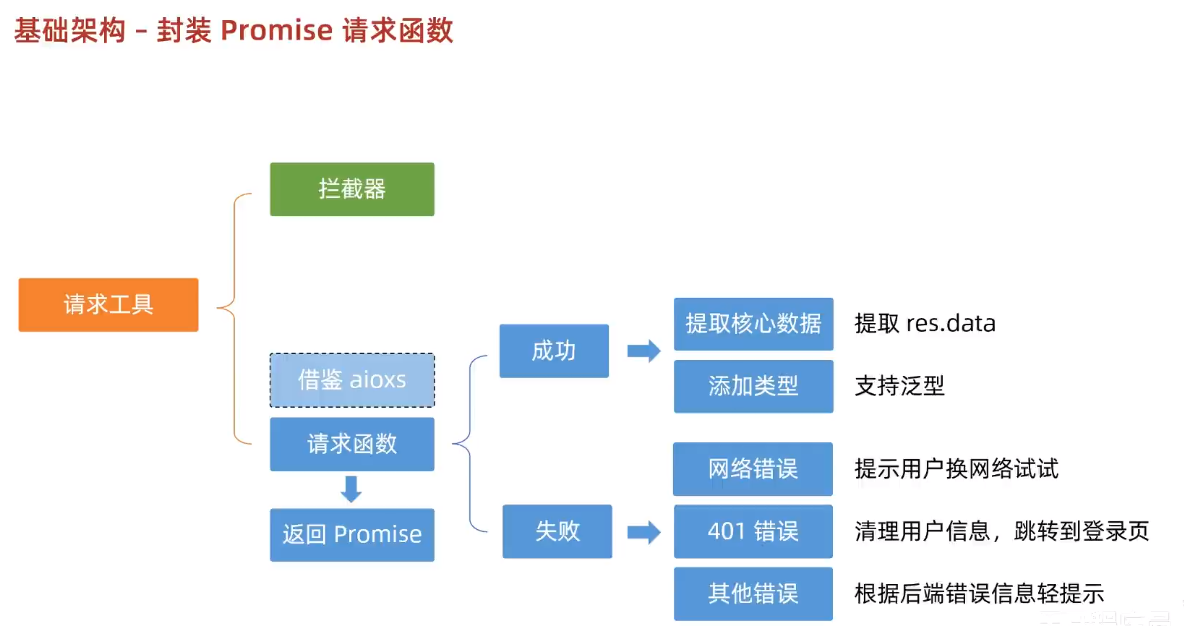 基础架构 – 封装 Promise 请求函数
拦截器
请求工具
借鉴 aioxs
请求函数
返回 Promise
成功
提取核心数据 提取 res.data
添加类型 支持泛型
失败
网络错误 提示用户换网络试试
401 错误 清理用户信息，跳转到登录页
其他错误 根据后端错误信息轻提示